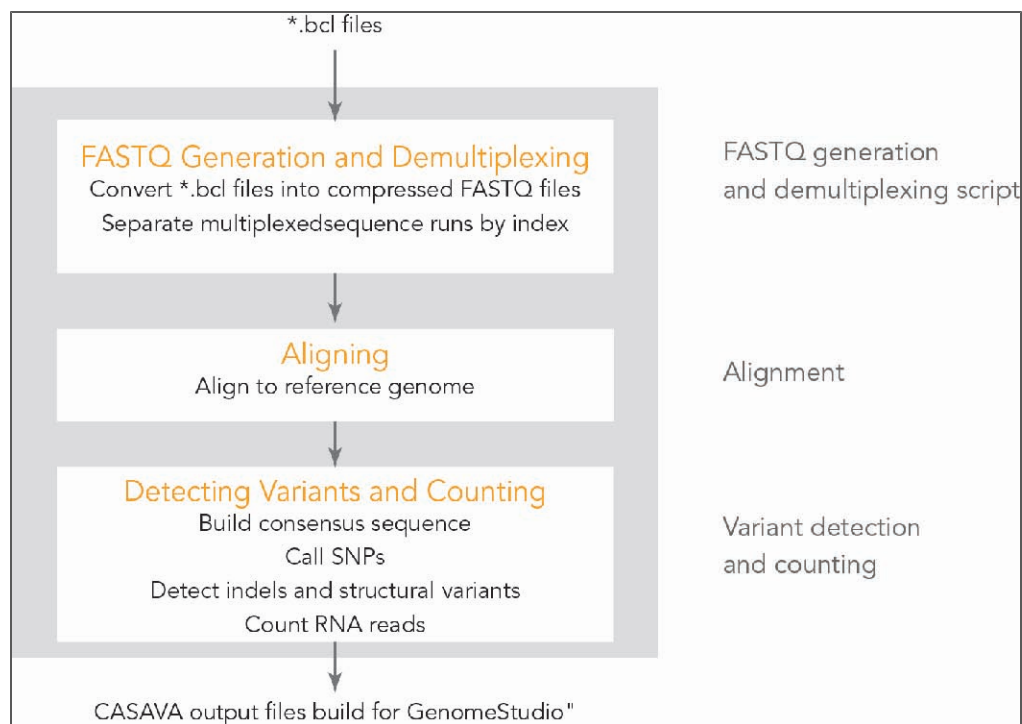 *.bcl files
FASTQ Generation and Demultiplexing
Convert *.bcl files into compressed FASTQ files
Separate multiplexedsequence runs by index
FASTQ generation
and demultiplexing script
Aligning
Align to reference genome
Alignment
Detecting Variants and Counting
Build consensus sequence
Call SNPs
Detect indels and structural variants
Count RNA reads
Variant detection
and counting
CASAVA output files build for GenomeStudio"